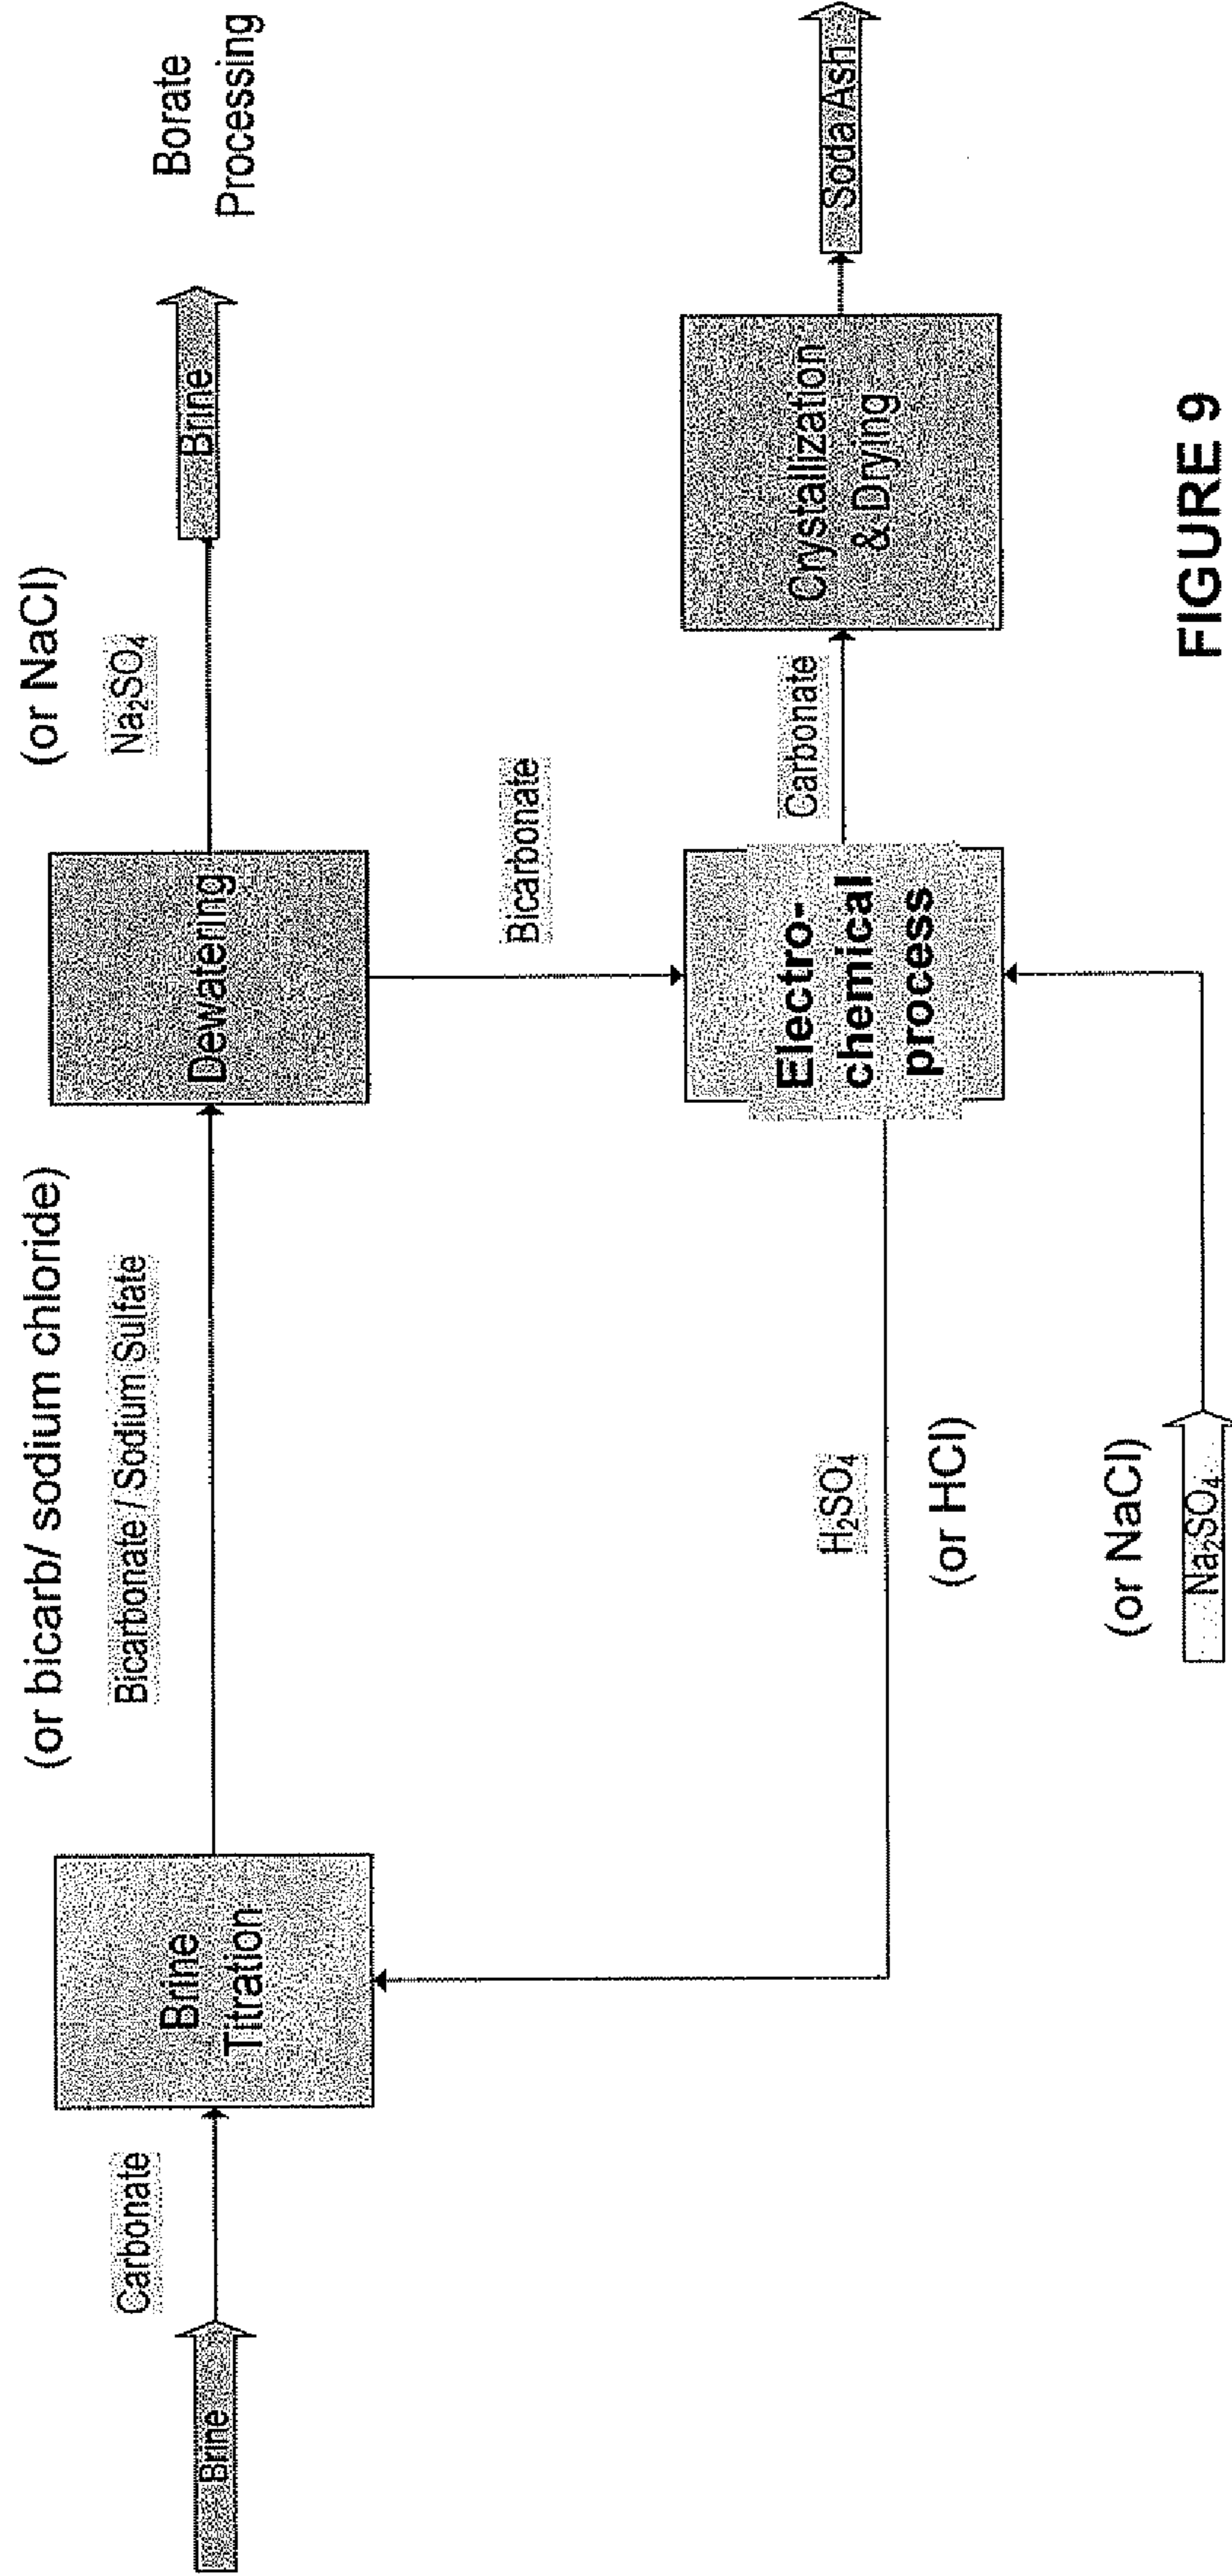 (or bicarb/ sodium chloride)
(or NaCl)
Borate
Processing
Carbonate
Bicarbonate / Sodium Sulfate
Na₂SO₄
Brine
Brine
Titration
Dewatering
Brine
Bicarbonate
H₂SO₄
(or HCl)
Electro-
chemical
process
Carbonate
Crystallization
& Drying
Soda Ash
(or NaCl)
Na₂SO₄
FIGURE 9